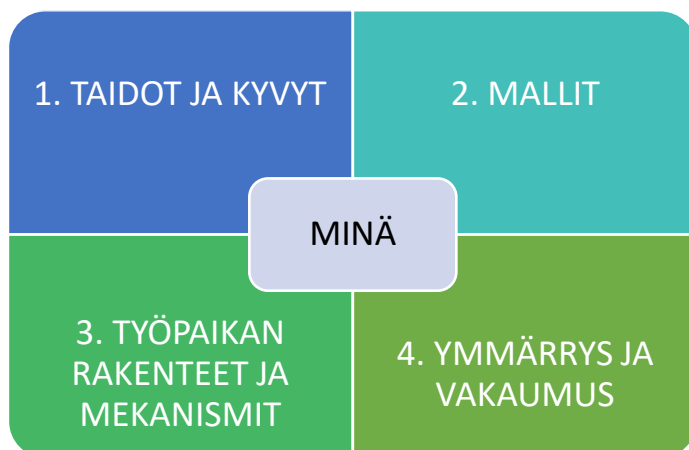 1. TAIDOT JA KYVYT
2. MALLIT
MINÄ
3. TYÖPAIKAN
RAKENTEET JA
MEKANISMIT
4. YMMÄRRYS JA
VAKAUMUS